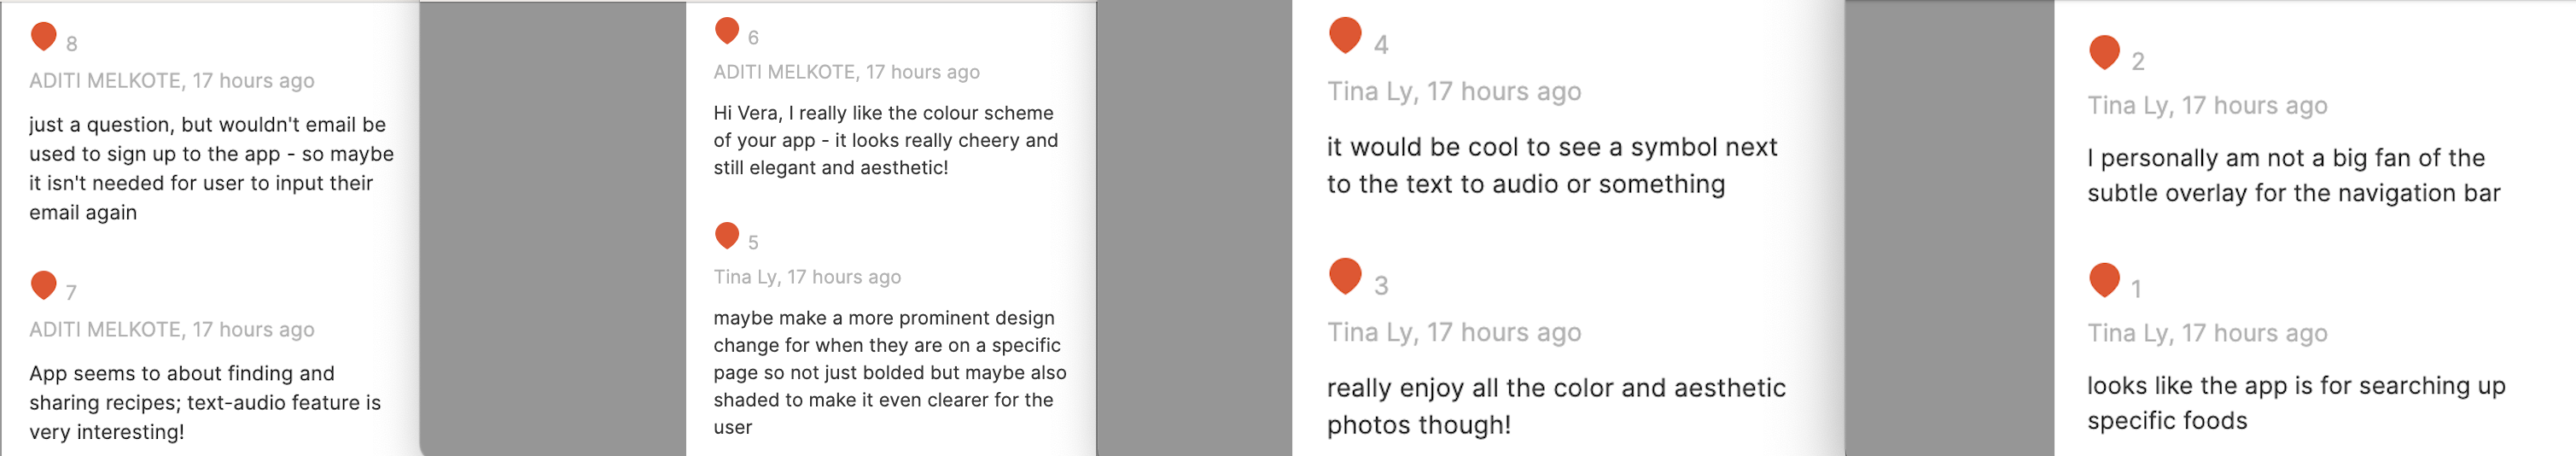 8
ADITI MELKOTE, 17 hours ago
just a question, but wouldn't email be
used to sign up to the app - so maybe
it isn't needed for user to input their
email again
7
ADITI MELKOTE, 17 hours ago
App seems to about finding and
sharing recipes; text-audio feature is
very interesting!
6
ADITI MELKOTE, 17 hours ago
Hi Vera, I really like the colour scheme
of your app - it looks really cheery and
still elegant and aesthetic!
5
Tina Ly, 17 hours ago
maybe make a more prominent design
change for when they are on a specific
page so not just bolded but maybe also
shaded to make it even clearer for the
user
4
Tina Ly, 17 hours ago
it would be cool to see a symbol next
to the text to audio or something
3
Tina Ly, 17 hours ago
really enjoy all the color and aesthetic
photos though!
2
Tina Ly, 17 hours ago
I personally am not a big fan of the
subtle overlay for the navigation bar
1
Tina Ly, 17 hours ago
looks like the app is for searching up
specific foods